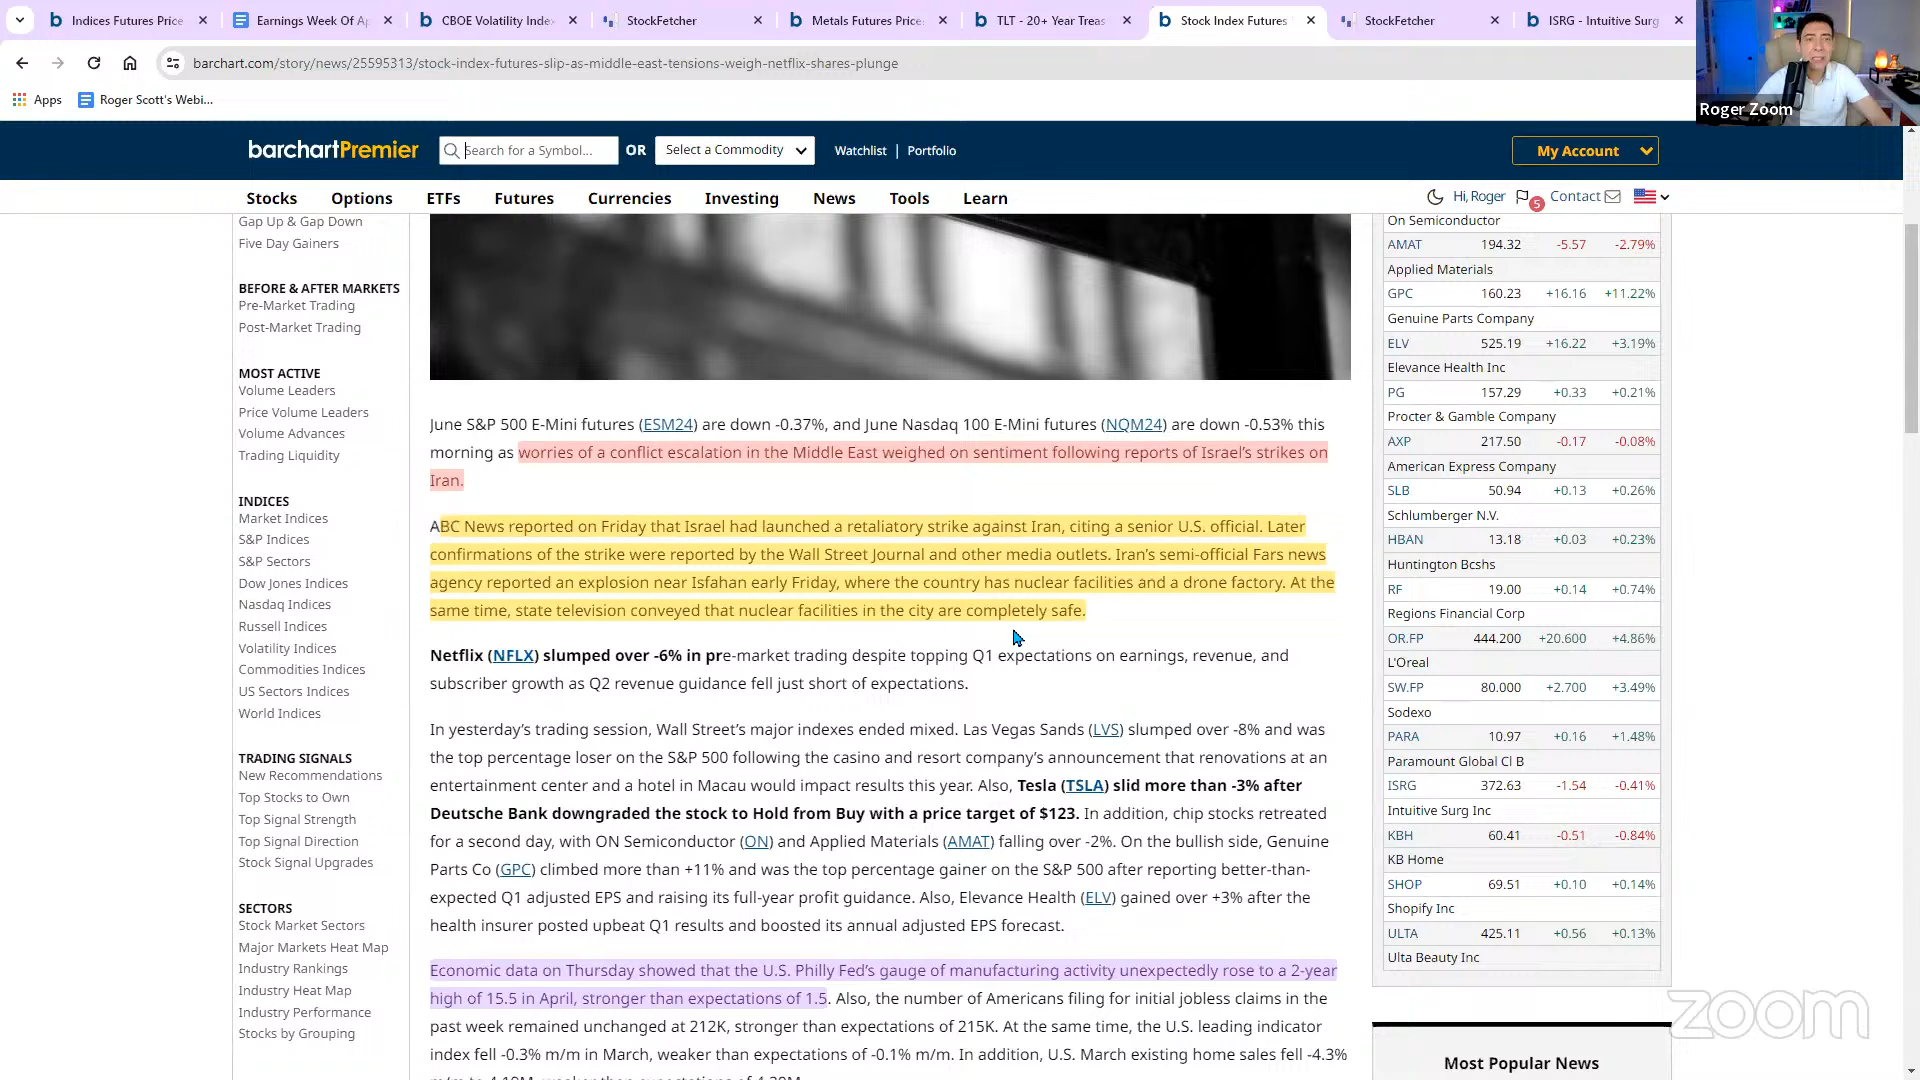 Indices Futures Price
Earnings Week Of Ap
CBOE Volatility Index
StockFetcher
Metals Futures Price
TLT - 20+ Year Treas
Stock Index Futures
StockFetcher
ISRG - Intuitive Surg
barchart.com/story/news/25595313/stock-index-futures-slip-as-middle-east-tensions-weigh-netflix-shares-plunge
Apps
Roger Scott's Webi...
Roger Zoom
barchartPremier
Search for a Symbol...
OR
Select a Commodity
Watchlist | Portfolio
My Account
Stocks Options ETFs Futures Currencies Investing News Tools Learn
Hi, Roger
5
Contact
Gap Up & Gap Down
Five Day Gainers
BEFORE & AFTER MARKETS
Pre-Market Trading
Post-Market Trading
MOST ACTIVE
Volume Leaders
Price Volume Leaders
Volume Advances
Trading Liquidity
INDICES
Market Indices
S&P Indices
S&P Sectors
Dow Jones Indices
Nasdaq Indices
Russell Indices
Volatility Indices
Commodities Indices
US Sectors Indices
World Indices
TRADING SIGNALS
New Recommendations
Top Stocks to Own
Top Signal Strength
Top Signal Direction
Stock Signal Upgrades
SECTORS
Stock Market Sectors
Major Markets Heat Map
Industry Rankings
Industry Heat Map
Industry Performance
Stocks by Grouping
June S&P 500 E-Mini futures (ESM24) are down -0.37%, and June Nasdaq 100 E-Mini futures (NQM24) are down -0.53% this
morning as worries of a conflict escalation in the Middle East weighed on sentiment following reports of Israel's strikes on
Iran.
ABC News reported on Friday that Israel had launched a retaliatory strike against Iran, citing a senior U.S. official. Later
confirmations of the strike were reported by the Wall Street Journal and other media outlets. Iran's semi-official Fars news
agency reported an explosion near Isfahan early Friday, where the country has nuclear facilities and a drone factory. At the
same time, state television conveyed that nuclear facilities in the city are completely safe.
Netflix (NFLX) slumped over -6% in pre-market trading despite topping Q1 expectations on earnings, revenue, and
subscriber growth as Q2 revenue guidance fell just short of expectations.
In yesterday's trading session, Wall Street's major indexes ended mixed. Las Vegas Sands (LVS) slumped over -8% and was
the top percentage loser on the S&P 500 following the casino and resort company's announcement that renovations at an
entertainment center and a hotel in Macau would impact results this year. Also, Tesla (TSLA) slid more than -3% after
Deutsche Bank downgraded the stock to Hold from Buy with a price target of $123. In addition, chip stocks retreated
for a second day, with ON Semiconductor (ON) and Applied Materials (AMAT) falling over -2%. On the bullish side, Genuine
Parts Co (GPC) climbed more than +11% and was the top percentage gainer on the S&P 500 after reporting better-than-
expected Q1 adjusted EPS and raising its full-year profit guidance. Also, Elevance Health (ELV) gained over +3% after the
health insurer posted upbeat Q1 results and boosted its annual adjusted EPS forecast.
Economic data on Thursday showed that the U.S. Philly Fed's gauge of manufacturing activity unexpectedly rose to a 2-year
high of 15.5 in April, stronger than expectations of 1.5. Also, the number of Americans filing for initial jobless claims in the
past week remained unchanged at 212K, stronger than expectations of 215K. At the same time, the U.S. leading indicator
index fell -0.3% m/m in March, weaker than expectations of -0.1% m/m. In addition, U.S. March existing home sales fell -4.3%
On Semiconductor
AMAT 194.32 -5.57 -2.79%
Applied Materials
GPC 160.23 +16.16 +11.22%
Genuine Parts Company
ELV 525.19 +16.22 +3.19%
Elevance Health Inc
PG 157.29 +0.33 +0.21%
Procter & Gamble Company
AXP 217.50 -0.17 -0.08%
American Express Company
SLB 50.94 +0.13 +0.26%
Schlumberger N.V.
HBAN 13.18 +0.03 +0.23%
Huntington Bcshs
RF 19.00 +0.14 +0.74%
Regions Financial Corp
OR.FP 444.200 +20.600 +4.86%
L'Oreal
SW.FP 80.000 +2.700 +3.49%
Sodexo
PARA 10.97 +0.16 +1.48%
Paramount Global Cl B
ISRG 372.63 -1.54 -0.41%
Intuitive Surg Inc
KBH 60.41 -0.51 -0.84%
KB Home
SHOP 69.51 +0.10 +0.14%
Shopify Inc
ULTA 425.11 +0.56 +0.13%
Ulta Beauty Inc
zoom
Most Popular News